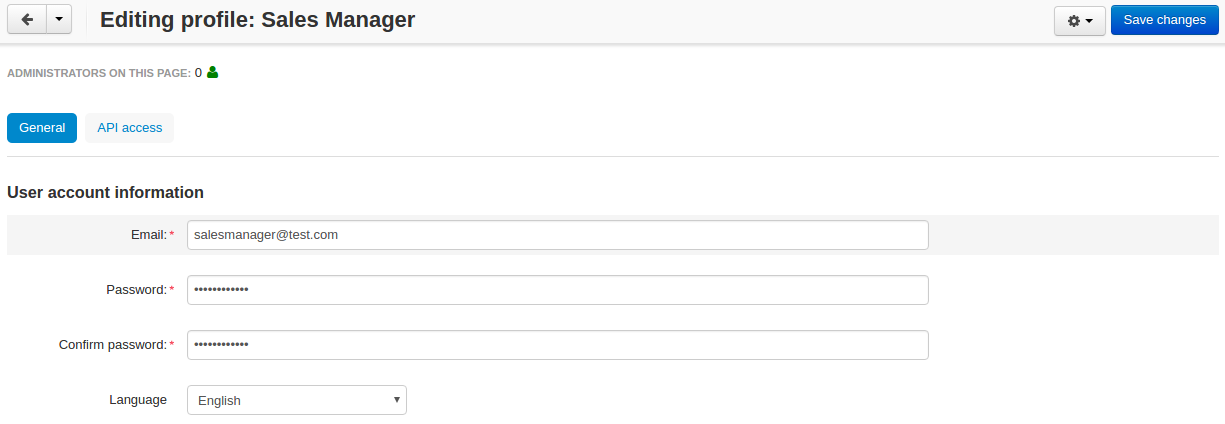 Editing profile: Sales Manager
Save changes
ADMINISTRATORS ON THIS PAGE: 0
General
API access
User account information
Email:* salesmanager@test.com
Password:* ••••••••••••
Confirm password:* ••••••••••••
Language English